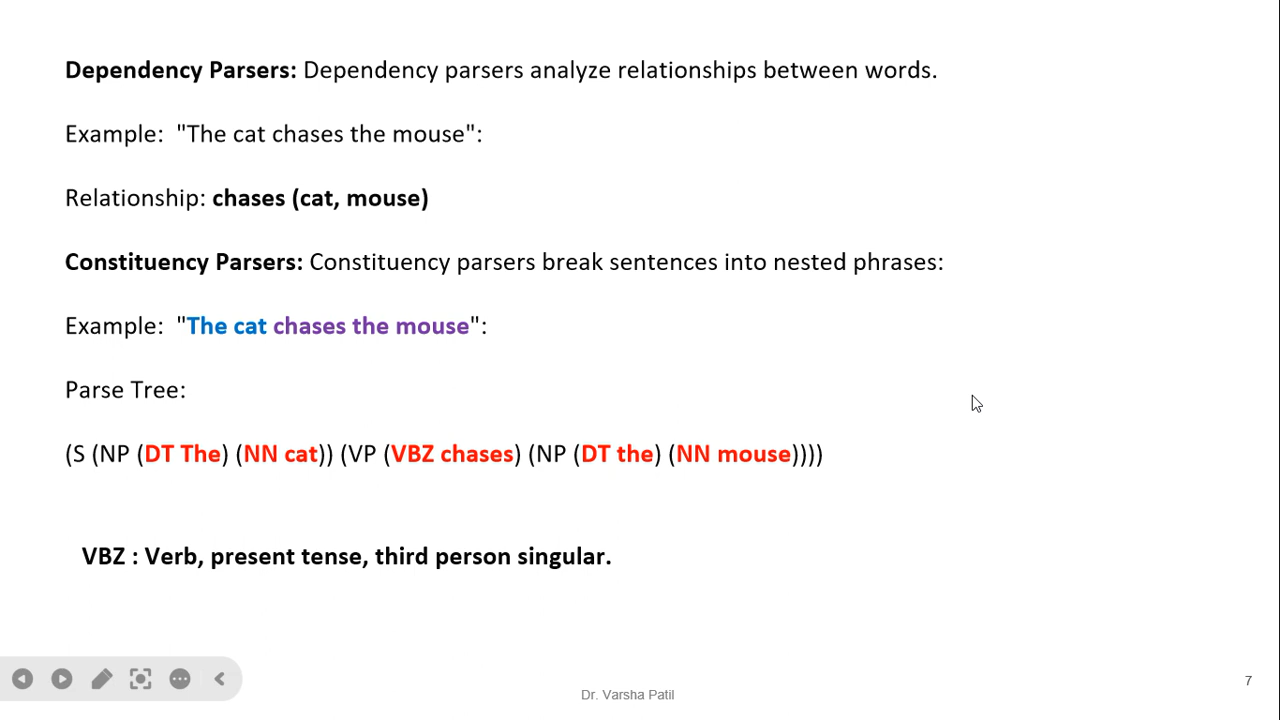 Dependency Parsers: Dependency parsers analyze relationships between words.
Example:  "The cat chases the mouse":
Relationship: chases (cat, mouse)
Constituency Parsers: Constituency parsers break sentences into nested phrases:
Example:  "The cat chases the mouse":
Parse Tree:
(S (NP (DT The) (NN cat)) (VP (VBZ chases) (NP (DT the) (NN mouse))))
VBZ : Verb, present tense, third person singular.
Dr. Varsha Patil
7